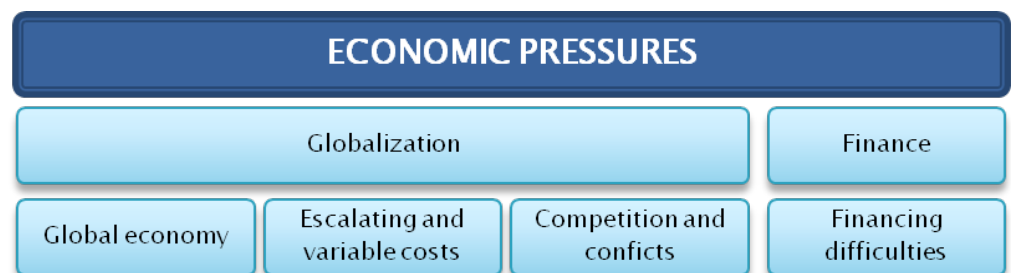 ECONOMIC PRESSURES
Globalization
Finance
Global economy
Escalating and
variable costs
Competition and
conficts
Financing
difficulties